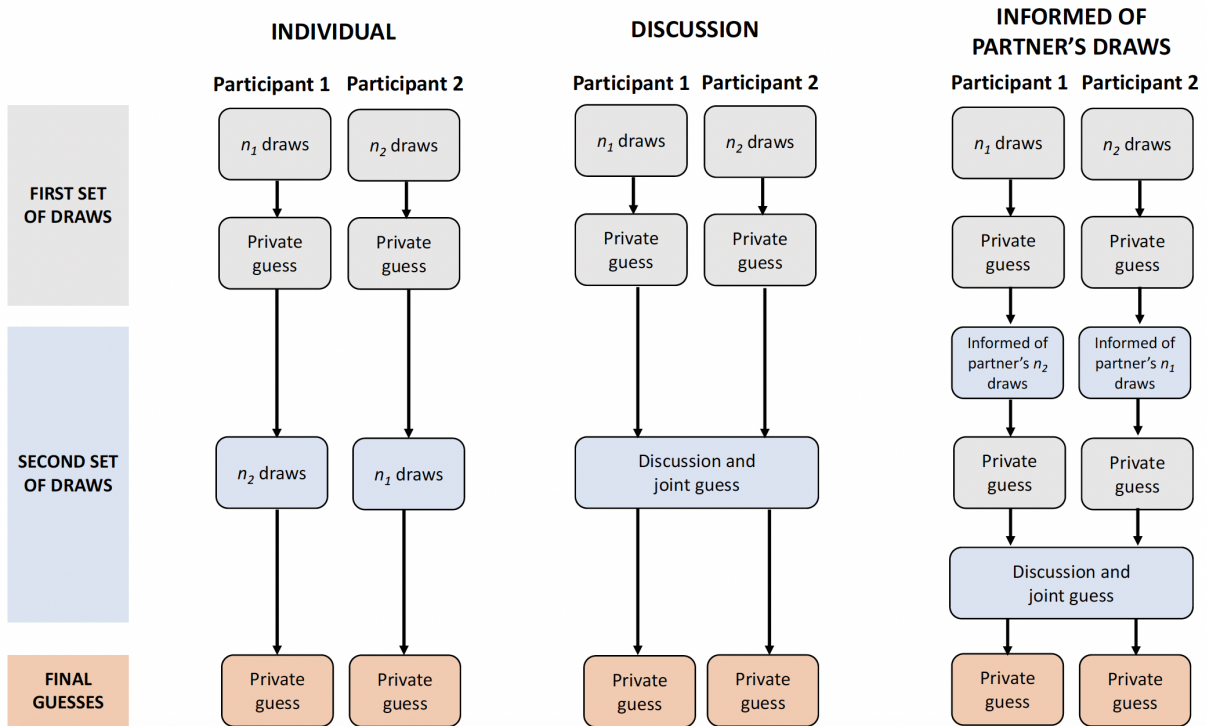 INDIVIDUAL
DISCUSSION
INFORMED OF
PARTNER'S DRAWS
Participant 1 Participant 2
Participant 1 Participant 2
Participant 1 Participant 2
FIRST SET
OF DRAWS
n₁ draws
n₂ draws
n₁ draws
n₂ draws
n₁ draws
n₂ draws
Private
guess
Private
guess
Private
guess
Private
guess
Private
guess
Private
guess
SECOND SET
OF DRAWS
Informed of
partner's n₂
draws
Informed of
partner's n₁
draws
n₂ draws
n₁ draws
Discussion and
joint guess
Private
guess
Private
guess
Discussion and
joint guess
FINAL
GUESSES
Private
guess
Private
guess
Private
guess
Private
guess
Private
guess
Private
guess